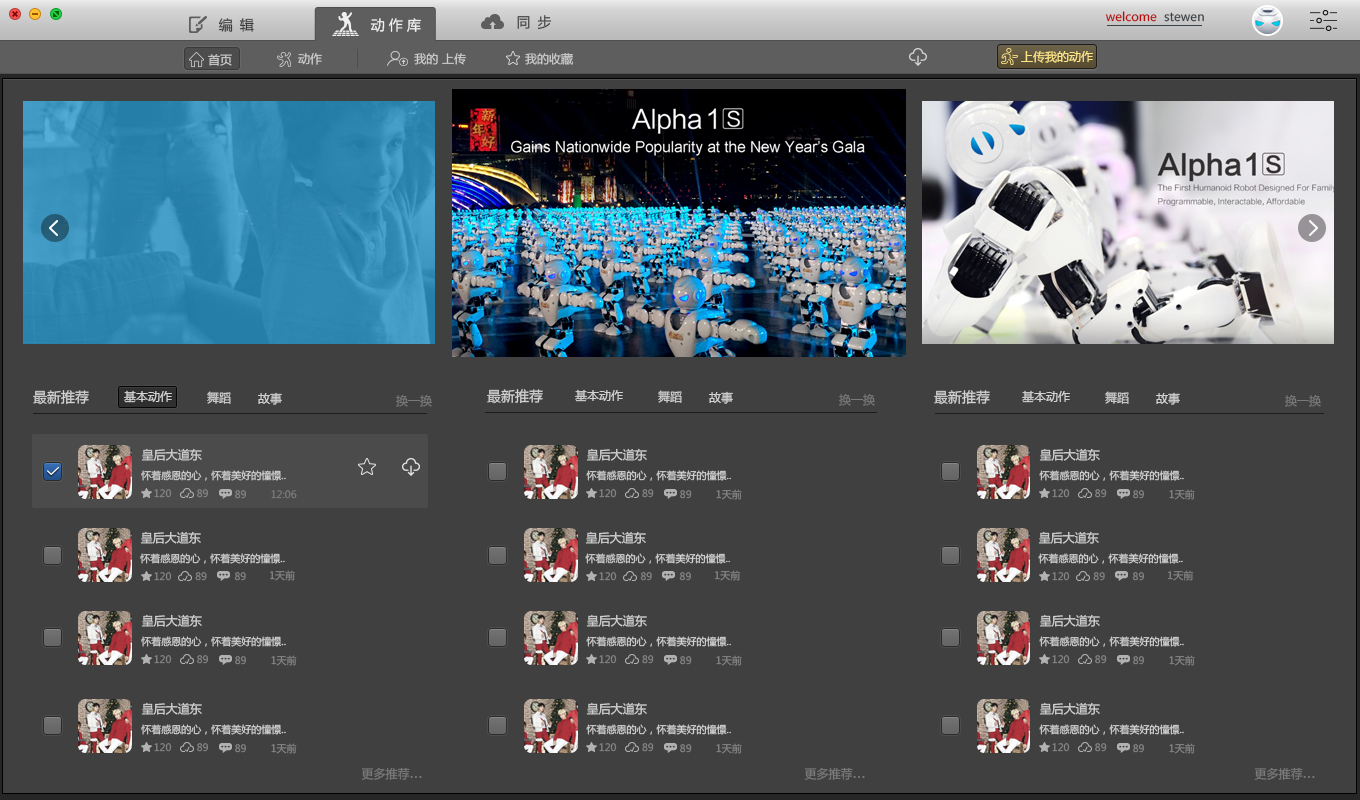 编 辑
动作库
同 步
welcome stewen
首页
动作
我的 上传
我的收藏
上传我的动作
新年好
Alpha 1S
Gains Nationwide Popularity at the New Year's Gala
Alpha1S
The First Humanoid Robot Designed For Family
Programmable, Interactable, Affordable
最新推荐 基本动作 舞蹈 故事 换一换
皇后大道东
怀着感恩的心，怀着美好的憧憬..
120 89 89 12:06
皇后大道东
怀着感恩的心，怀着美好的憧憬..
120 89 89 1天前
皇后大道东
怀着感恩的心，怀着美好的憧憬..
120 89 89 1天前
皇后大道东
怀着感恩的心，怀着美好的憧憬..
120 89 89 1天前
更多推荐...
最新推荐 基本动作 舞蹈 故事 换一换
皇后大道东
怀着感恩的心，怀着美好的憧憬..
120 89 89 1天前
皇后大道东
怀着感恩的心，怀着美好的憧憬..
120 89 89 1天前
皇后大道东
怀着感恩的心，怀着美好的憧憬..
120 89 89 1天前
皇后大道东
怀着感恩的心，怀着美好的憧憬..
120 89 89 1天前
更多推荐...
最新推荐 基本动作 舞蹈 故事 换一换
皇后大道东
怀着感恩的心，怀着美好的憧憬..
120 89 89 1天前
皇后大道东
怀着感恩的心，怀着美好的憧憬..
120 89 89 1天前
皇后大道东
怀着感恩的心，怀着美好的憧憬..
120 89 89 1天前
皇后大道东
怀着感恩的心，怀着美好的憧憬..
120 89 89 1天前
更多推荐...